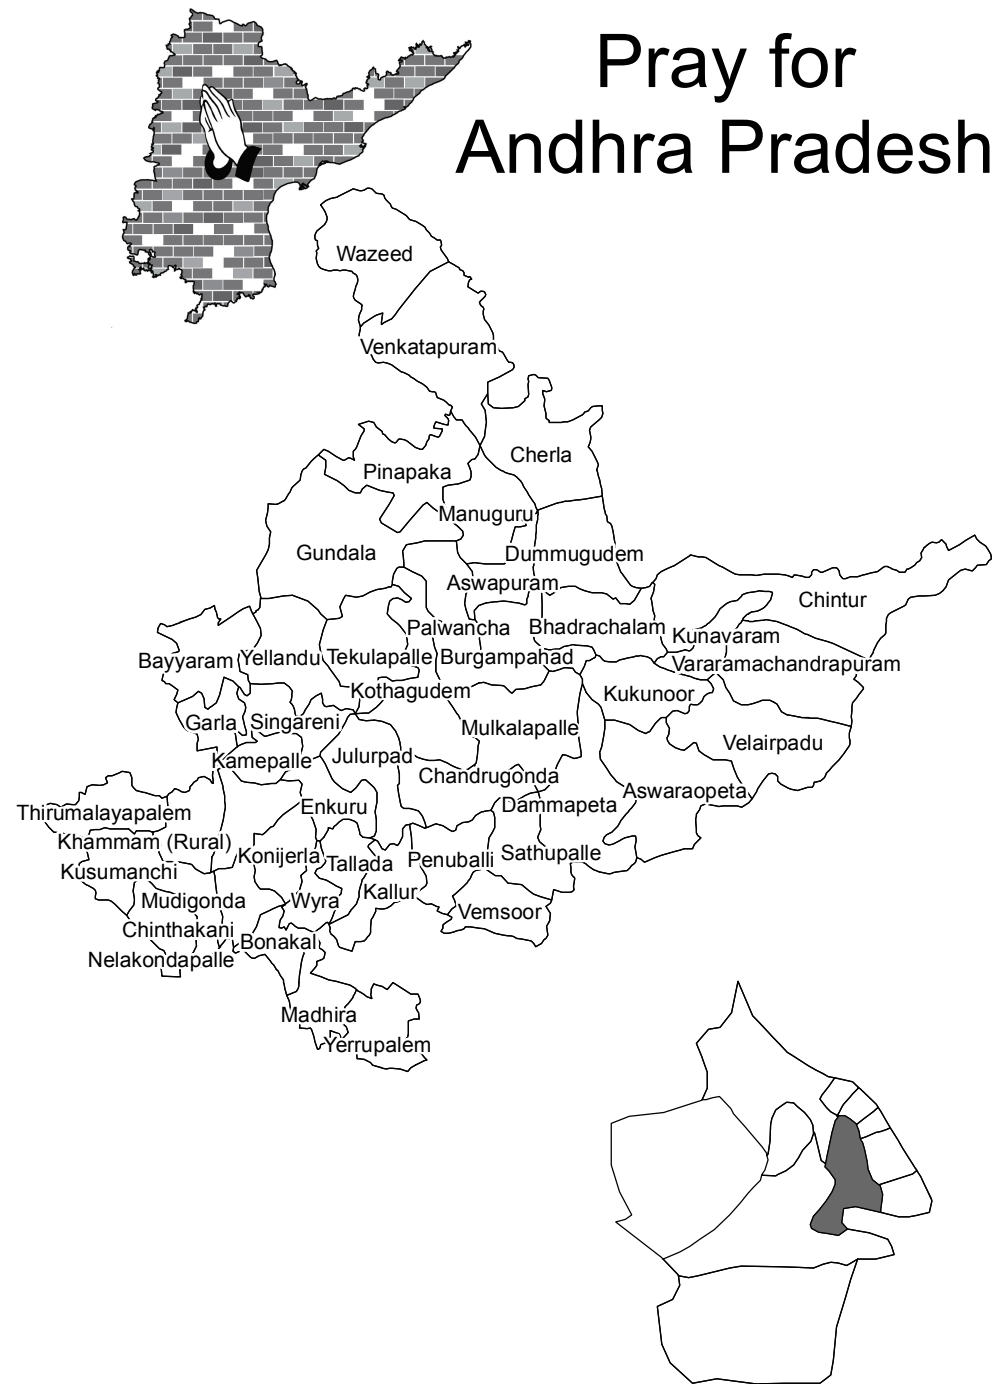 Pray for
Andhra Pradesh
Wazeed
Venkatapuram
Cherla
Pinapaka
Manuguru
Gundala
Dummugudem
Aswapuram
Chintur
Palwancha
Bhadrachalam
Kunavaram
Bayyaram
Yellandu
Tekulapalle
Burgampahad
Vararamachandrapuram
Kothagudem
Kukunoor
Garla
Singareni
Mulkalapalle
Velairpadu
Kamepalle
Julurpad
Chandrugonda
Aswaraopeta
Enkuru
Dammapeta
Thirumalayapalem
Khammam (Rural)
Konijerla
Tallada
Penuballi
Sathupalle
Kusumanchi
Kallur
Mudigonda
Wyra
Vemsoor
Chinthakani
Bonakal
Nelakondapalle
Madhira
Yerrupalem